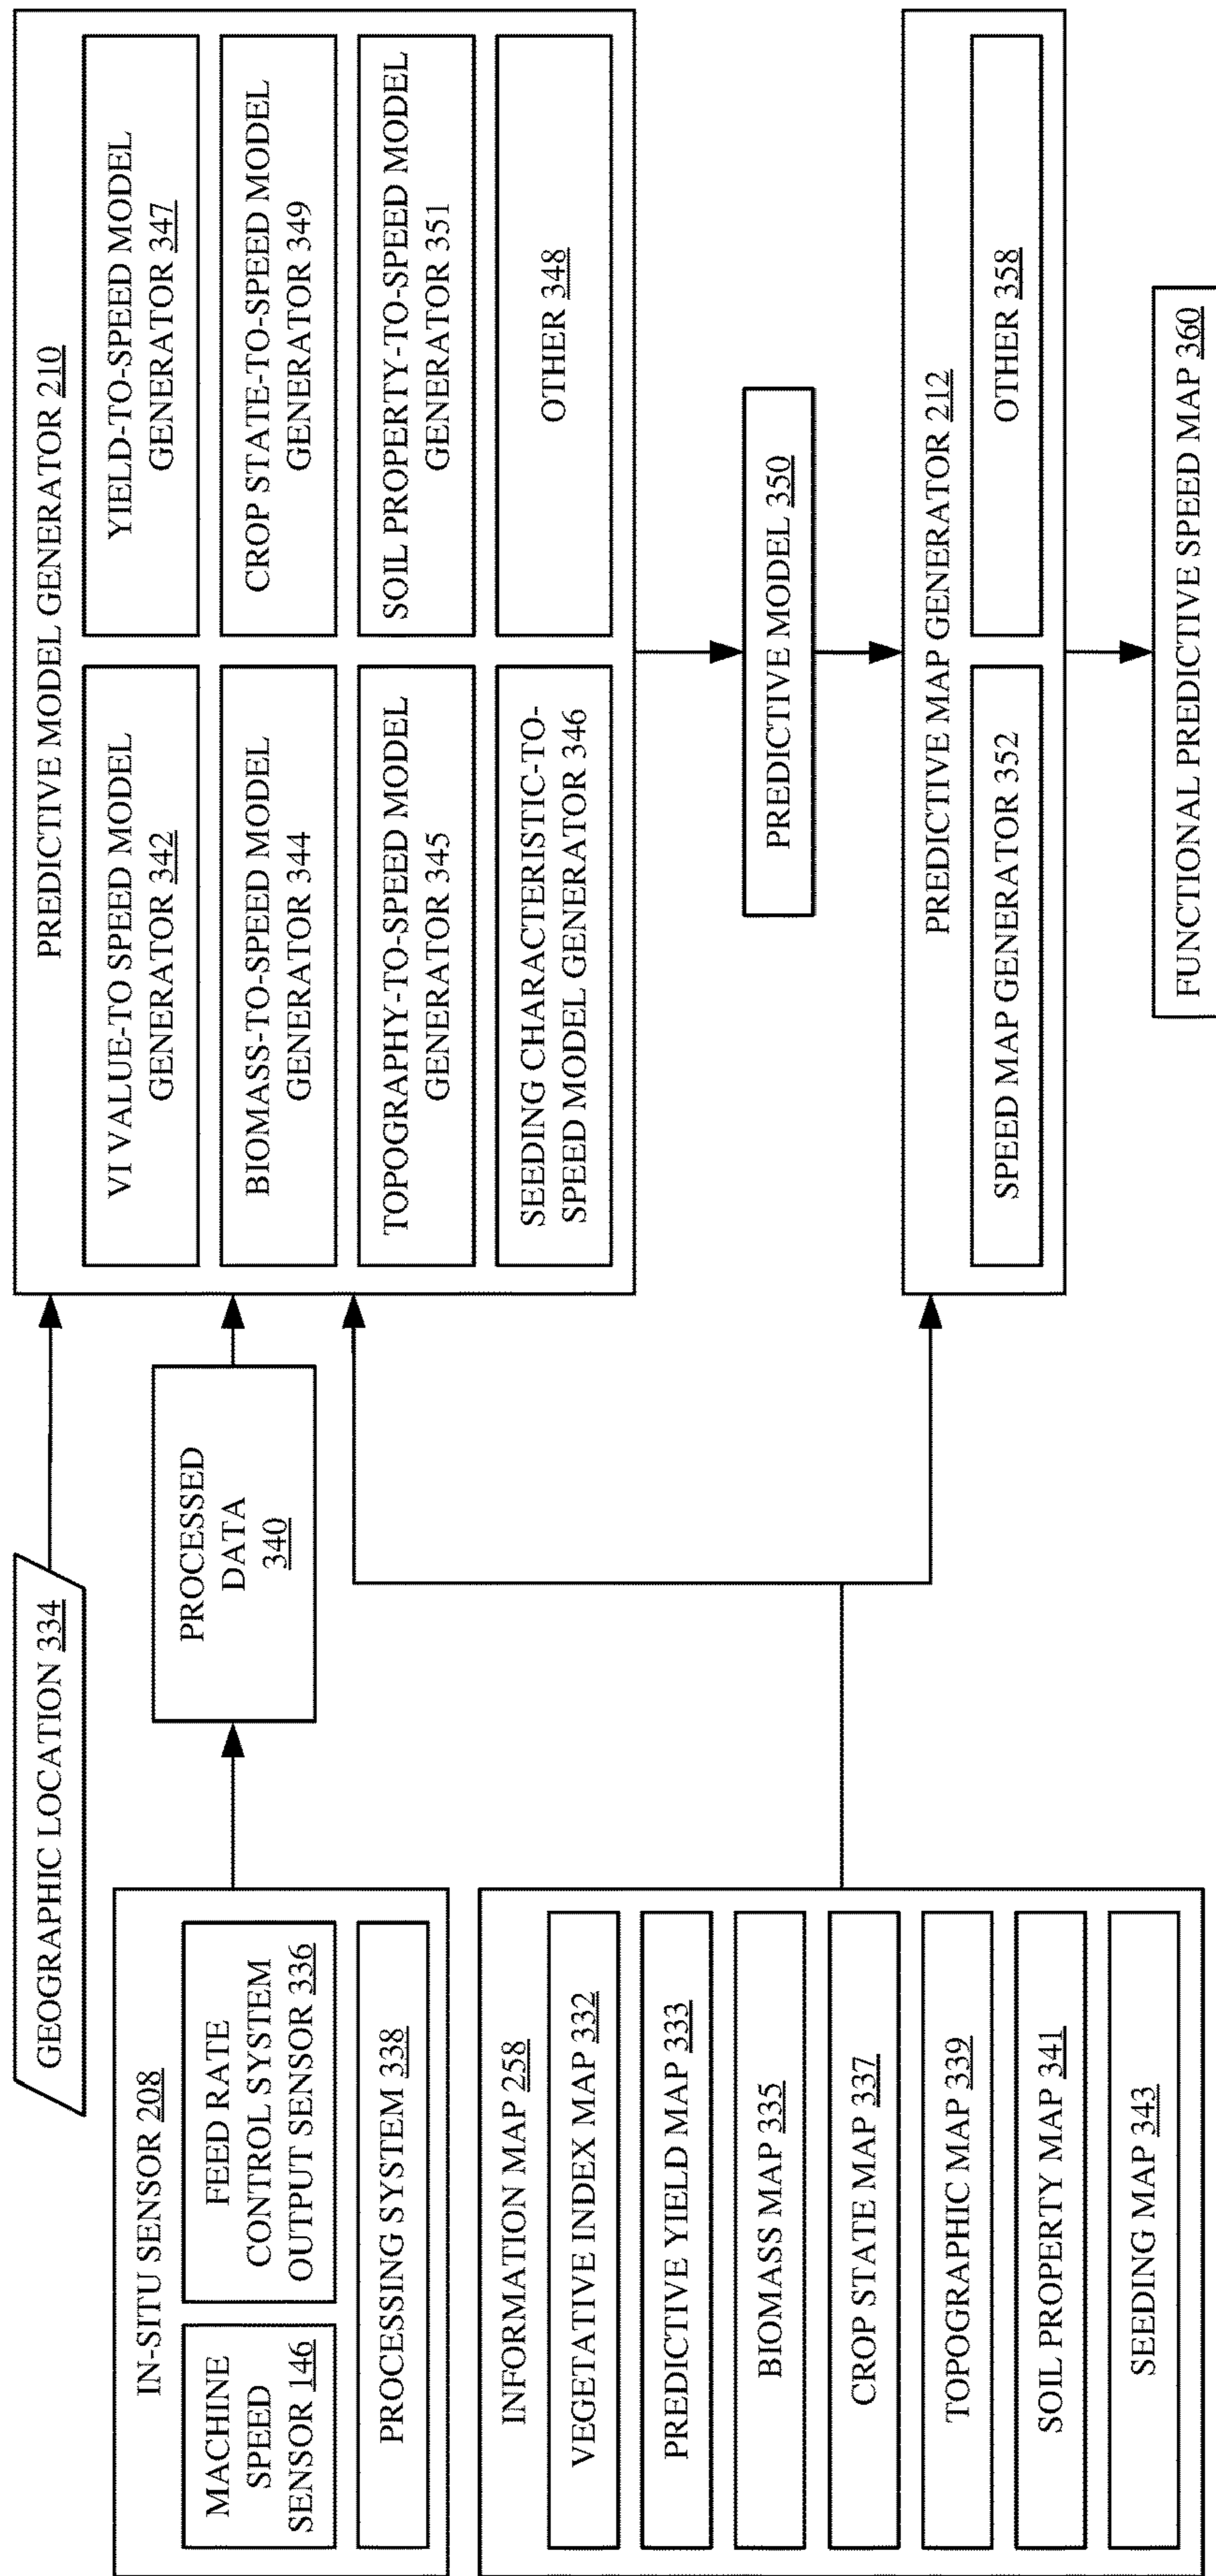 GEOGRAPHIC LOCATION 334
IN-SITU SENSOR 208
MACHINE
SPEED
SENSOR 146
FEED RATE
CONTROL SYSTEM
OUTPUT SENSOR 336
PROCESSING SYSTEM 338
INFORMATION MAP 258
VEGETATIVE INDEX MAP 332
PREDICTIVE YIELD MAP 333
BIOMASS MAP 335
CROP STATE MAP 337
TOPOGRAPHIC MAP 339
SOIL PROPERTY MAP 341
SEEDING MAP 343
PROCESSED
DATA
340
PREDICTIVE MODEL GENERATOR 210
VI VALUE-TO SPEED MODEL
GENERATOR 342
YIELD-TO-SPEED MODEL
GENERATOR 347
BIOMASS-TO-SPEED MODEL
GENERATOR 344
CROP STATE-TO-SPEED MODEL
GENERATOR 349
TOPOGRAPHY-TO-SPEED MODEL
GENERATOR 345
SOIL PROPERTY-TO-SPEED MODEL
GENERATOR 351
SEEDING CHARACTERISTIC-TO-
SPEED MODEL GENERATOR 346
OTHER 348
PREDICTIVE MODEL 350
PREDICTIVE MAP GENERATOR 212
SPEED MAP GENERATOR 352
OTHER 358
FUNCTIONAL PREDICTIVE SPEED MAP 360